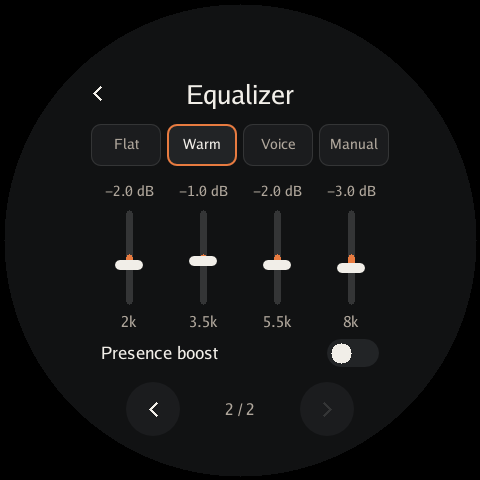 Equalizer
Flat Warm Voice Manual
−2.0 dB −1.0 dB −2.0 dB −3.0 dB
2k 3.5k 5.5k 8k
Presence boost
2 / 2